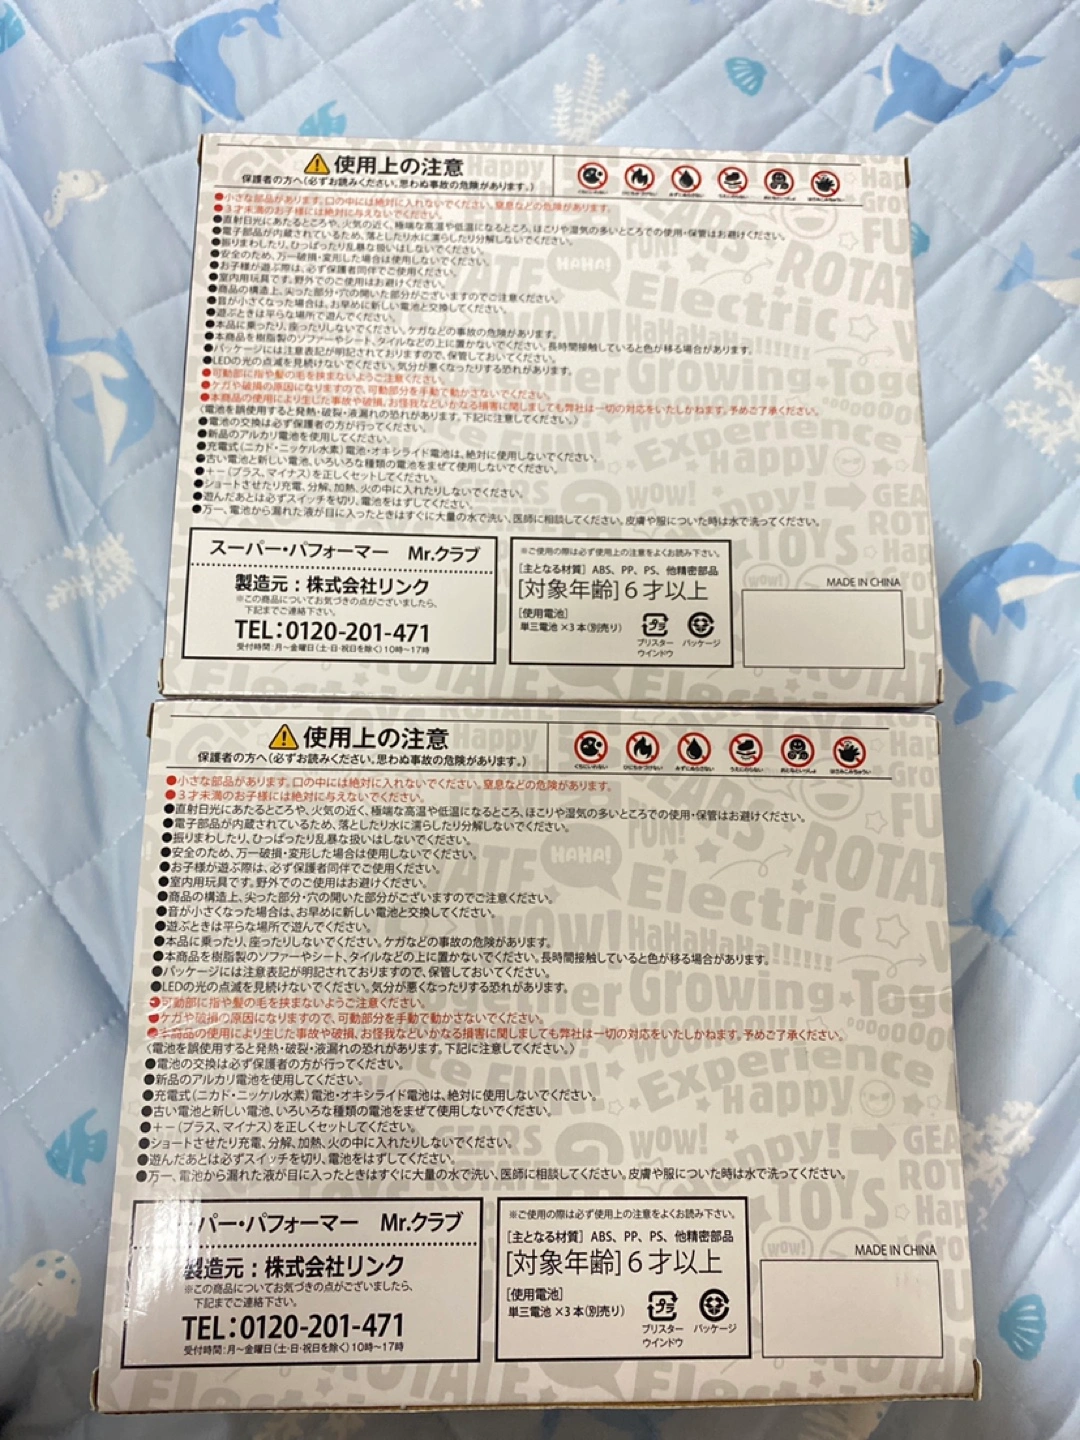 使用上の注意
保護者の方へ(必ずお読みください。思わぬ事故の危険があります。)
●小さな部品があります。口の中には絶対に入れないでください。窒息などの危険があります。
●3才未満のお子様には絶対に与えないでください。
●直射日光にあたるところや、火気の近く、極端な高温や低温になるところ、ほこりや湿気の多いところでの使用・保管はお避けください。
●電子部品が内蔵されているため、落としたり水に濡らしたり分解しないでください。
●振りまわしたり、ひっぱったり乱暴な扱いはしないでください。
●安全のため、万一破損・変形した場合は使用しないでください。
●お子様が遊ぶ際は、必ず保護者同伴でご使用ください。
●室内用玩具です。野外でのご使用はお避けください。
●商品の構造上、尖った部分・穴の開いた部分がございますのでご注意ください。
●音が小さくなった場合は、お早めに新しい電池と交換してください。
●遊ぶときは平らな場所で遊んでください。
●本品に乗ったり、座ったりしないでください。ケガなどの事故の危険があります。
●本商品を樹脂製のソファーやシート、タイルなどの上に置かないでください。長時間接触していると色が移る場合があります。
●パッケージには注意表記が明記されておりますので、保管しておいてください。
●LEDの光の点滅を見続けないでください。気分が悪くなったりする恐れがあります。
●可動部に指や髪の毛を挟まないようご注意ください。
●ケガや破損の原因になりますので、可動部分を手動で動かさないでください。
●本商品の使用により生じた事故や破損、お怪我などいかなる損害に関しましても弊社は一切の対応をいたしかねます。予めご了承ください。
〈電池を誤使用すると発熱・破裂・液漏れの恐れがあります。下記に注意してください。〉
●電池の交換は必ず保護者の方が行ってください。
●新品のアルカリ電池を使用してください。
●充電式(ニカド・ニッケル水素)電池・オキシライド電池は、絶対に使用しないでください。
●古い電池と新しい電池、いろいろな種類の電池をまぜて使用しないでください。
●+-(プラス、マイナス)を正しくセットしてください。
●ショートさせたり充電、分解、加熱、火の中に入れたりしないでください。
●遊んだあとは必ずスイッチを切り、電池をはずしてください。
●万一、電池から漏れた液が目に入ったときはすぐに大量の水で洗い、医師に相談してください。皮膚や服についた時は水で洗ってください。
スーパー・パフォーマー Mr.クラブ
製造元:株式会社リンク
※この商品についてお気づきの点がございましたら、
下記までご連絡下さい。
TEL:0120-201-471
受付時間:月~金曜日(土・日・祝日を除く)10時~17時
※ご使用の際は必ず使用上の注意をよくお読み下さい。
[主となる材質] ABS、PP、PS、他精密部品
[対象年齢]6才以上
[使用電池]
単三電池×3本(別売り)
プラ
ブリスター
ウインドウ
パッケージ
MADE IN CHINA
使用上の注意
保護者の方へ(必ずお読みください。思わぬ事故の危険があります。)
●小さな部品があります。口の中には絶対に入れないでください。窒息などの危険があります。
●3才未満のお子様には絶対に与えないでください。
●直射日光にあたるところや、火気の近く、極端な高温や低温になるところ、ほこりや湿気の多いところでの使用・保管はお避けください。
●電子部品が内蔵されているため、落としたり水に濡らしたり分解しないでください。
●振りまわしたり、ひっぱったり乱暴な扱いはしないでください。
●安全のため、万一破損・変形した場合は使用しないでください。
●お子様が遊ぶ際は、必ず保護者同伴でご使用ください。
●室内用玩具です。野外でのご使用はお避けください。
●商品の構造上、尖った部分・穴の開いた部分がございますのでご注意ください。
●音が小さくなった場合は、お早めに新しい電池と交換してください。
●遊ぶときは平らな場所で遊んでください。
●本品に乗ったり、座ったりしないでください。ケガなどの事故の危険があります。
●本商品を樹脂製のソファーやシート、タイルなどの上に置かないでください。長時間接触していると色が移る場合があります。
●パッケージには注意表記が明記されておりますので、保管しておいてください。
●LEDの光の点滅を見続けないでください。気分が悪くなったりする恐れがあります。
●可動部に指や髪の毛を挟まないようご注意ください。
●ケガや破損の原因になりますので、可動部分を手動で動かさないでください。
商品の使用により生じた事故や破損、お怪我などいかなる損害に関しましても弊社は一切の対応をいたしかねます。予めご了承ください。
〈電池を誤使用すると発熱・破裂・液漏れの恐れがあります。下記に注意してください。〉
●電池の交換は必ず保護者の方が行ってください。
●新品のアルカリ電池を使用してください。
●充電式(ニカド・ニッケル水素)電池・オキシライド電池は、絶対に使用しないでください。
●古い電池と新しい電池、いろいろな種類の電池をまぜて使用しないでください。
●+-(プラス、マイナス)を正しくセットしてください。
●ショートさせたり充電、分解、加熱、火の中に入れたりしないでください。
●遊んだあとは必ずスイッチを切り、電池をはずしてください。
●万一、電池から漏れた液が目に入ったときはすぐに大量の水で洗い、医師に相談してください。皮膚や服についた時は水で洗ってください。
ーパー・パフォーマー Mr.クラブ
製造元:株式会社リンク
※この商品についてお気づきの点がございましたら、
下記までご連絡下さい。
TEL:0120-201-471
受付時間:月~金曜日(土・日・祝日を除く)10時~17時
※ご使用の際は必ず使用上の注意をよくお読み下さい。
[主となる材質] ABS、PP、PS、他精密部品
[対象年齢]6才以上
[使用電池]
単三電池×3本(別売り)
プラ
ブリスター
ウインドウ
パッケージ
MADE IN CHINA